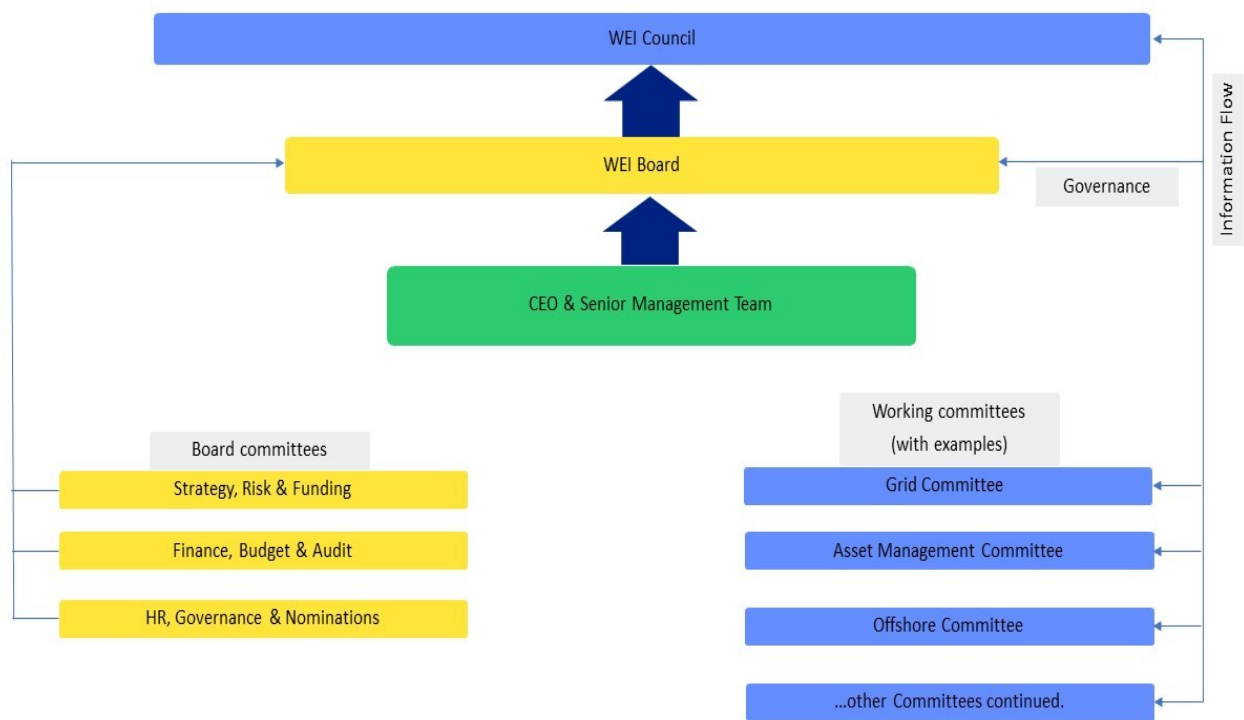 WEI Council
Information Flow
WEI Board
Governance
CEO & Senior Management Team
Board committees
Strategy, Risk & Funding
Finance, Budget & Audit
HR, Governance & Nominations
Working committees
(with examples)
Grid Committee
Asset Management Committee
Offshore Committee
...other Committees continued.